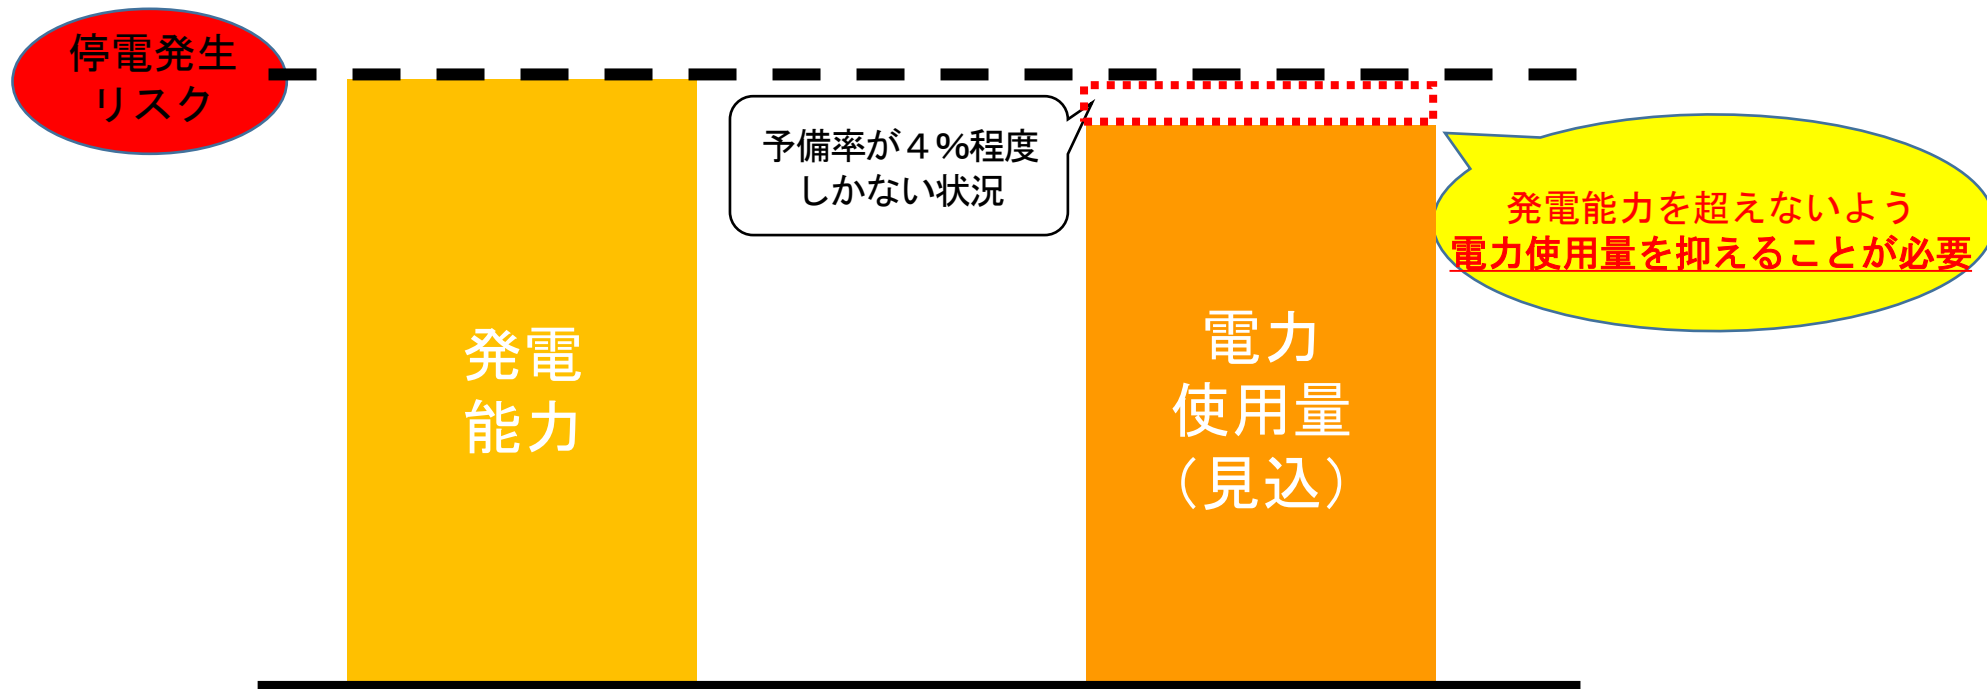 停電発生
リスク
予備率が４%程度
しかない状況
発電能力を超えないよう
電力使用量を抑えることが必要
発電
能力
電力
使用量
（見込）